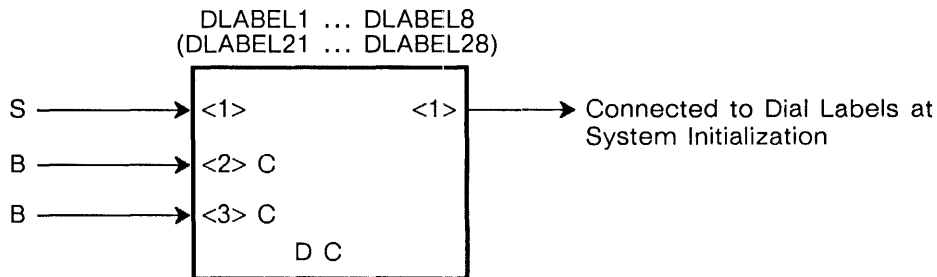 DLABEL1 ... DLABEL8
(DLABEL21 ... DLABEL28)
S <1> <1> Connected to Dial Labels at
System Initialization
B <2> C
B <3> C
D C